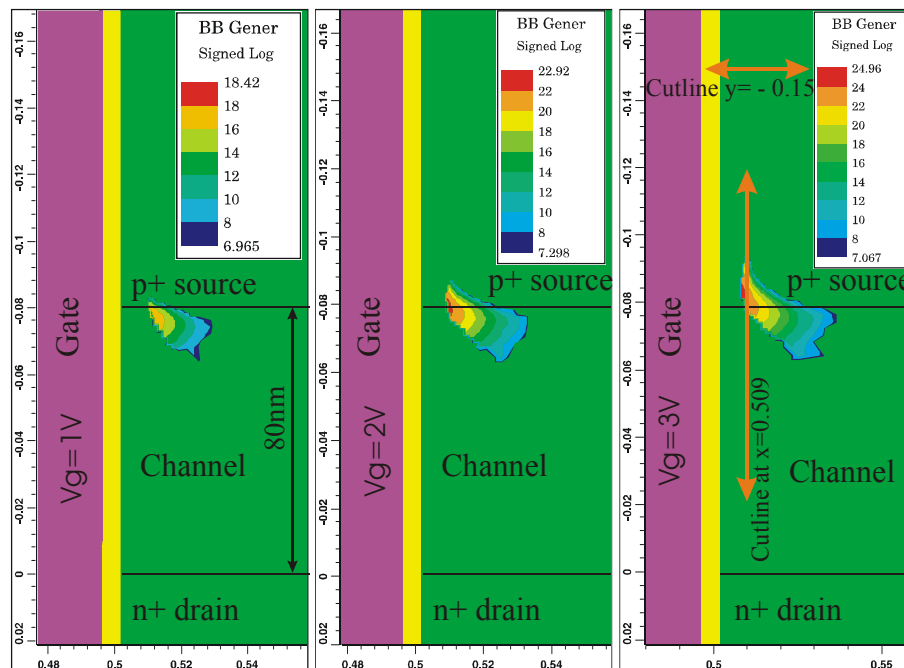 BB Gener
Signed Log
18.42
18
16
14
10
8
6.965
-0.16
-0.14
-0.12
-0.1
-0.08
-0.06
-0.04
-0.02
0
0.02
p+ source
Gate
Vg=1V
80nm
Channel
n+ drain
0.48
0.5
0.52
0.54
BB Gener
Signed Log
22.92
22
20
18
16
14
12
10
8
7.298
-0.16
-0.14
-0.12
-0.1
-0.08
-0.06
-0.04
-0.02
0
0.02
p+ source
Gate
Vg=2V
Channel
n+ drain
0.48
0.5
0.52
0.54
BB Gener
Signed Log
24.96
24
22
20
18
16
14
12
10
8
7.067
Cutline y= - 0.15
-0.16
-0.14
-0.12
-0.1
-0.08
-0.06
-0.04
-0.02
0
0.02
p+ source
Gate
Vg=3V
Cutline at x=0.509
Channel
n+ drain
0.5
0.55